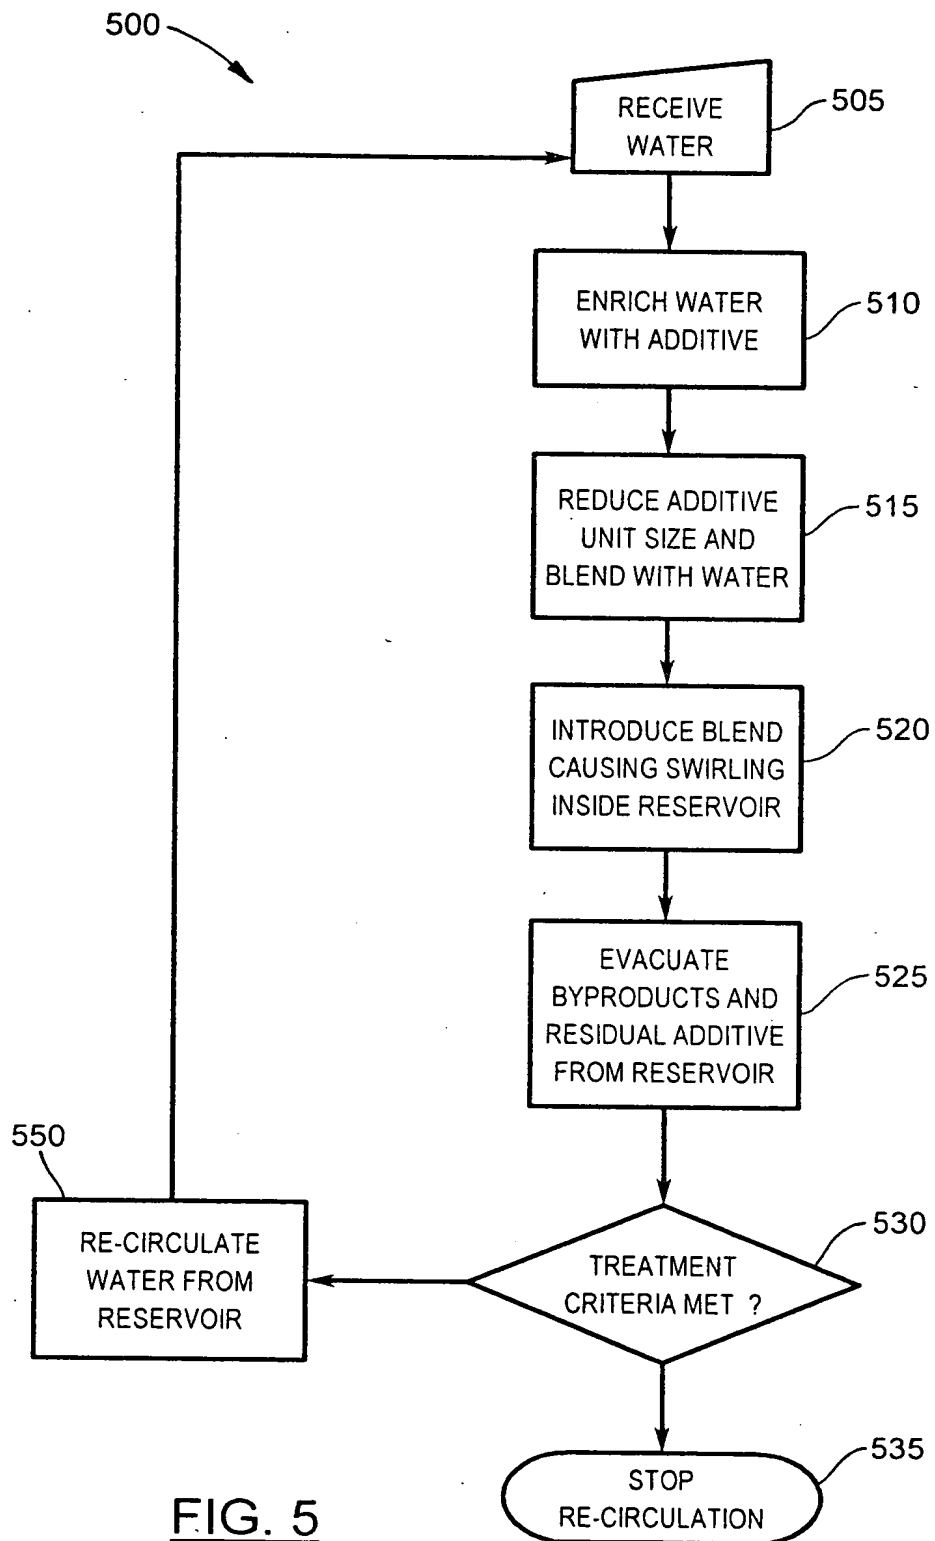 500
RECEIVE
WATER
505
ENRICH WATER
WITH ADDITIVE
510
REDUCE ADDITIVE
UNIT SIZE AND
BLEND WITH WATER
515
INTRODUCE BLEND
CAUSING SWIRLING
INSIDE RESERVOIR
520
EVACUATE
BYPRODUCTS AND
RESIDUAL ADDITIVE
FROM RESERVOIR
525
TREATMENT
CRITERIA MET ?
530
550
RE-CIRCULATE
WATER FROM
RESERVOIR
STOP
RE-CIRCULATION
535
FIG. 5